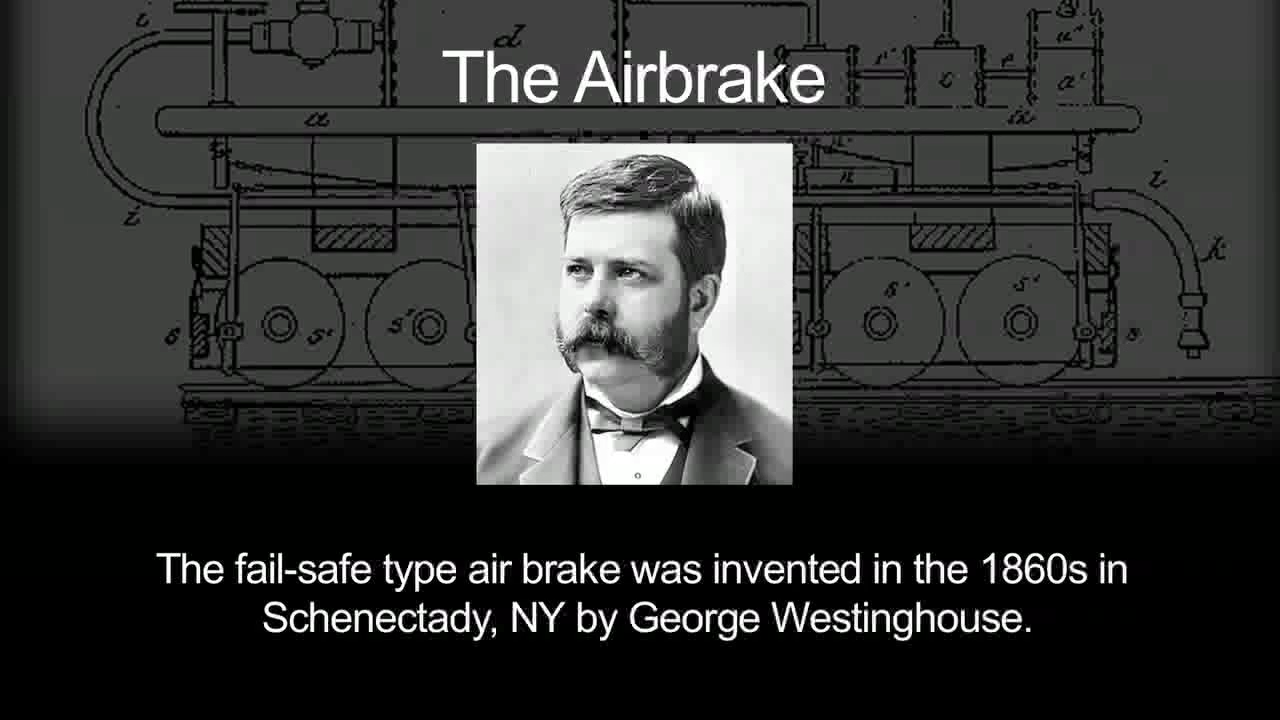 The Airbrake
The fail-safe type air brake was invented in the 1860s in
Schenectady, NY by George Westinghouse.